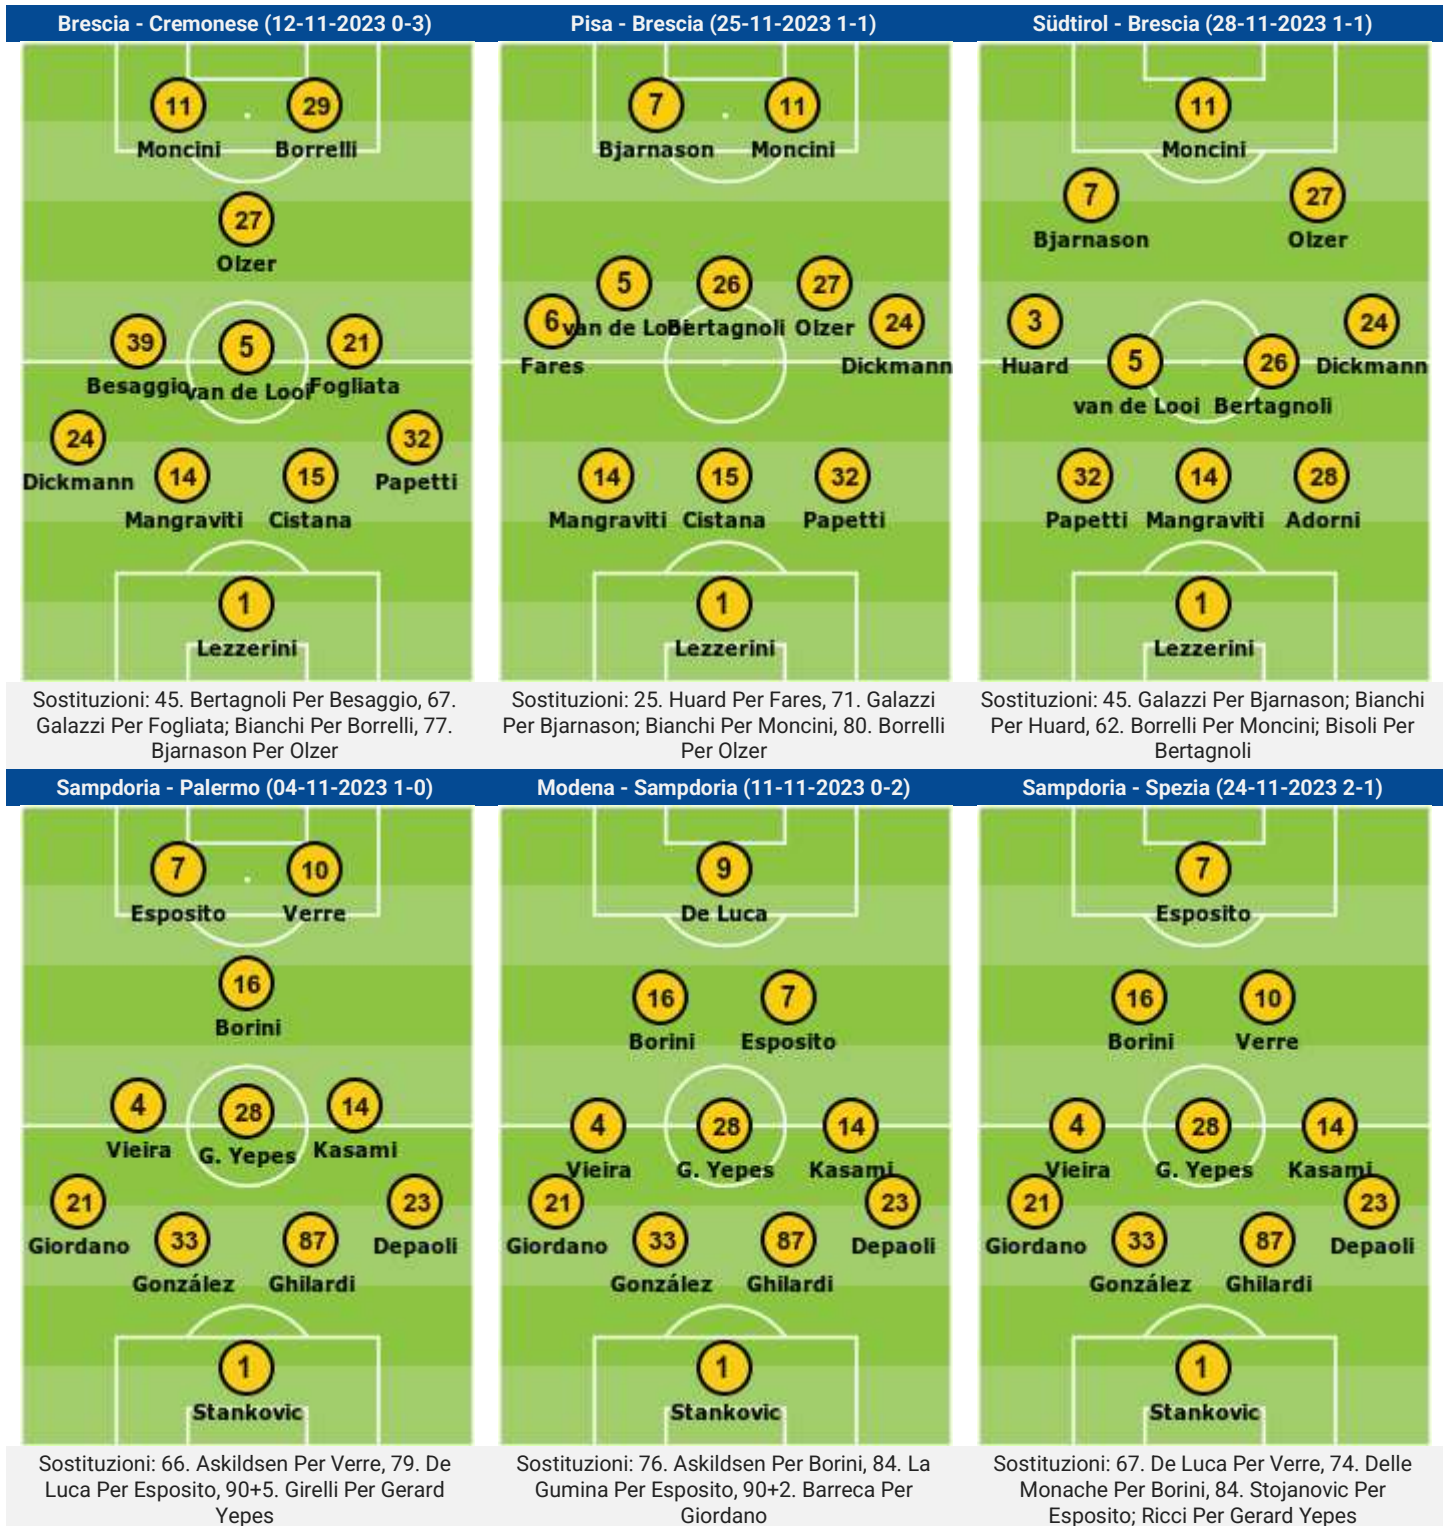 Brescia - Cremonese (12-11-2023 0-3)
11
29
Moncini
Borrelli
27
Olzer
39
5
21
Besaggio
van de Looi
Fogliata
24
32
Dickmann
14
15
Papetti
Mangraviti
Cistana
1
Lezzerini
Sostituzioni: 45. Bertagnoli Per Besaggio, 67.
Galazzi Per Fogliata; Bianchi Per Borrelli, 77.
Bjarnason Per Olzer
Pisa - Brescia (25-11-2023 1-1)
7
11
Bjarnason
Moncini
5
26
27
6
van de Looi
Bertagnoli
Olzer
24
Fares
Dickmann
14
15
32
Mangraviti
Cistana
Papetti
1
Lezzerini
Sostituzioni: 25. Huard Per Fares, 71. Galazzi
Per Bjarnason; Bianchi Per Moncini, 80. Borrelli
Per Olzer
Südtirol - Brescia (28-11-2023 1-1)
11
Moncini
7
27
Bjarnason
Olzer
3
24
Huard
5
26
Dickmann
van de Looi
Bertagnoli
32
14
28
Papetti
Mangraviti
Adorni
1
Lezzerini
Sostituzioni: 45. Galazzi Per Bjarnason; Bianchi
Per Huard, 62. Borrelli Per Moncini; Bisoli Per
Bertagnoli
Sampdoria - Palermo (04-11-2023 1-0)
7
10
Esposito
Verre
16
Borini
4
28
14
Vieira
G. Yepes
Kasami
21
23
Giordano
33
87
Depaoli
González
Ghilardi
1
Stankovic
Sostituzioni: 66. Askildsen Per Verre, 79. De
Luca Per Esposito, 90+5. Girelli Per Gerard
Yepes
Modena - Sampdoria (11-11-2023 0-2)
9
De Luca
16
7
Borini
Esposito
4
28
14
Vieira
G. Yepes
Kasami
21
23
Giordano
33
87
Depaoli
González
Ghilardi
1
Stankovic
Sostituzioni: 76. Askildsen Per Borini, 84. La
Gumina Per Esposito, 90+2. Barreca Per
Giordano
Sampdoria - Spezia (24-11-2023 2-1)
7
Esposito
16
10
Borini
Verre
4
28
14
Vieira
G. Yepes
Kasami
21
23
Giordano
33
87
Depaoli
González
Ghilardi
1
Stankovic
Sostituzioni: 67. De Luca Per Verre, 74. Delle
Monache Per Borini, 84. Stojanovic Per
Esposito; Ricci Per Gerard Yepes